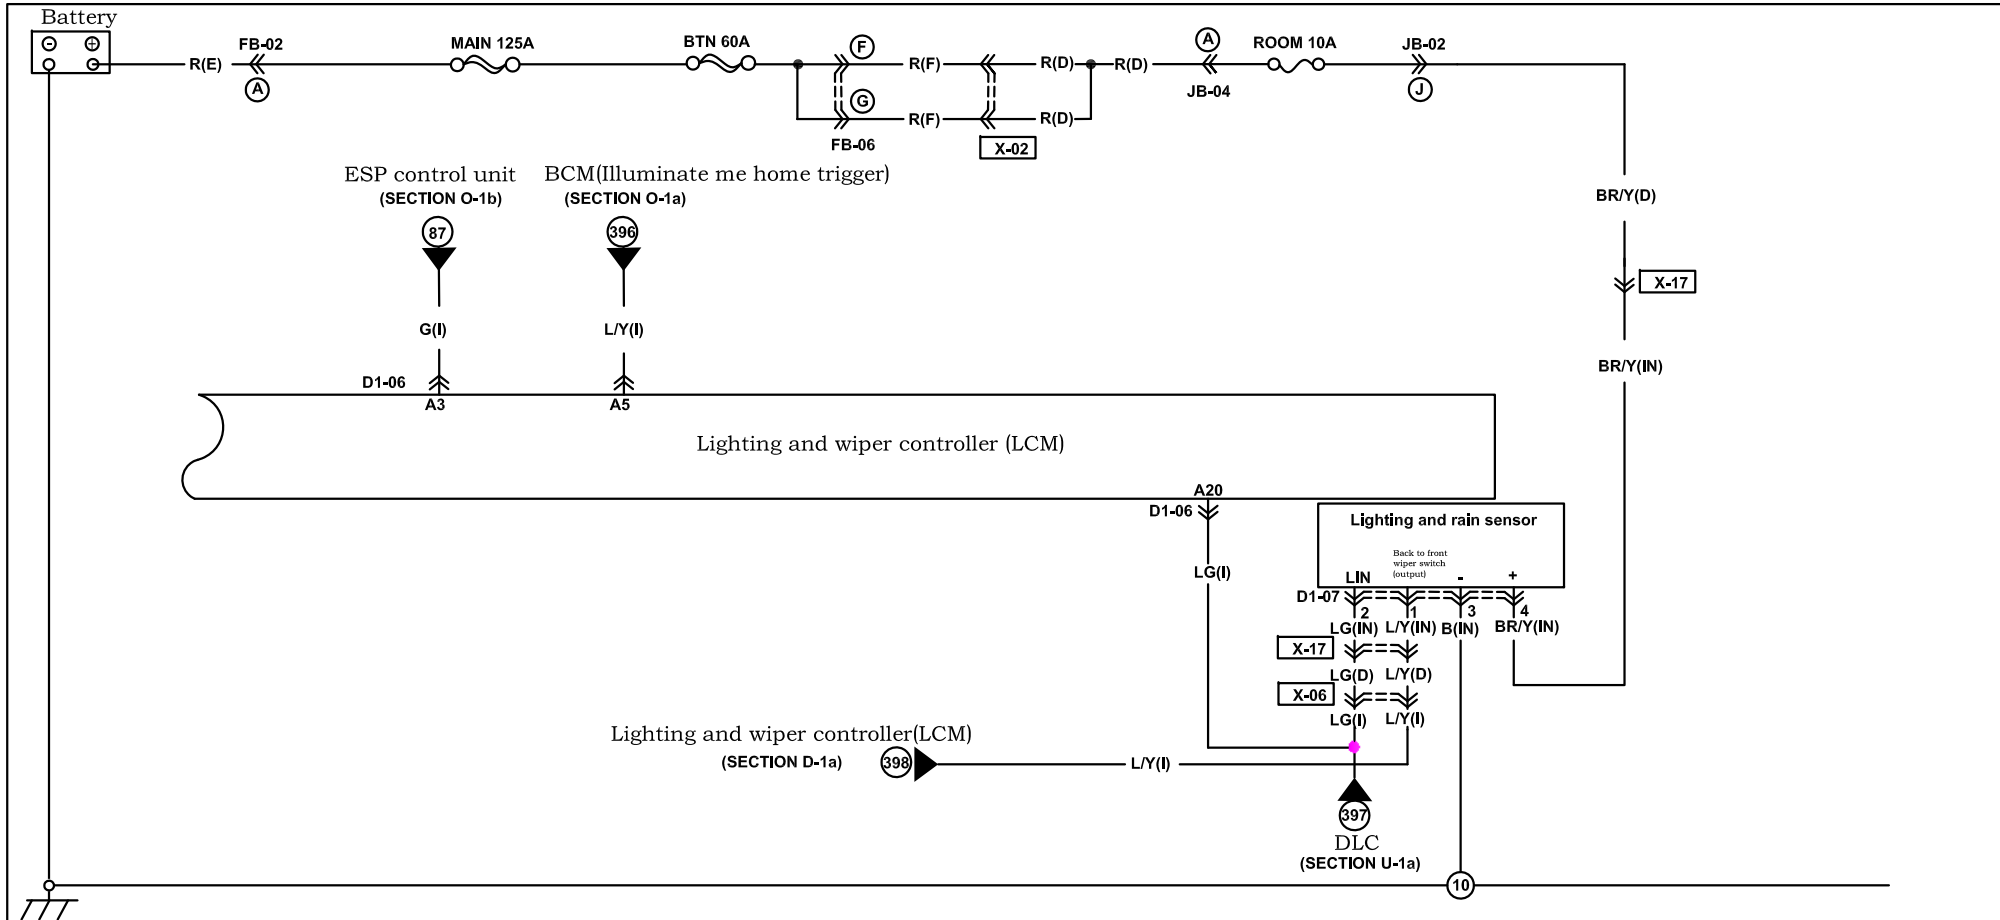 Battery
- +
R(E)
FB-02
A
MAIN 125A
BTN 60A
F
G
FB-06
R(F)
R(F)
X-02
R(D)
R(D)
R(D)
A
JB-04
ROOM 10A
JB-02
J
BR/Y(D)
X-17
BR/Y(IN)
ESP control unit
(SECTION O-1b)
87
G(I)
BCM(Illuminate me home trigger)
(SECTION O-1a)
396
L/Y(I)
D1-06
A3
A5
Lighting and wiper controller (LCM)
A20
D1-06
LG(I)
Lighting and rain sensor
Back to front
wiper switch
(output)
LIN
-
+
D1-07
2
1
3
4
LG(IN)
L/Y(IN)
B(IN)
BR/Y(IN)
X-17
LG(D)
L/Y(D)
X-06
LG(I)
L/Y(I)
Lighting and wiper controller(LCM)
(SECTION D-1a)
398
L/Y(I)
397
DLC
(SECTION U-1a)
10